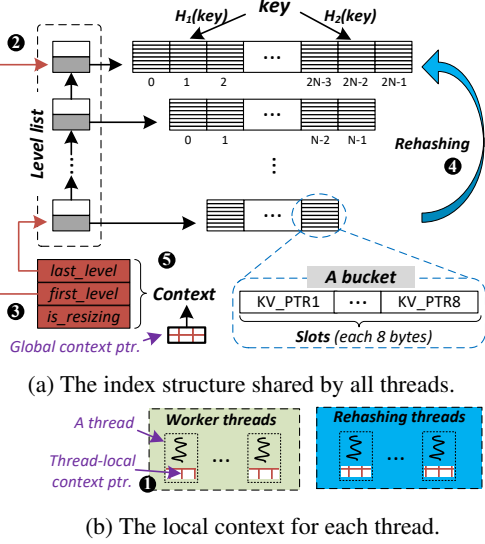 key
H₁(key) H₂(key)
❷
Level list
...
0 1 2 2N-3 2N-2 2N-1
...
0 1 N-2 N-1
Rehashing
❹
...
...
❺
last_level
first_level
is_resizing
Context
❸
Global context ptr.
A bucket
KV_PTR1 ... KV_PTR8
Slots (each 8 bytes)
(a) The index structure shared by all threads.
A thread
Worker threads
Rehashing threads
Thread-local
context ptr.
❶
... ...
(b) The local context for each thread.